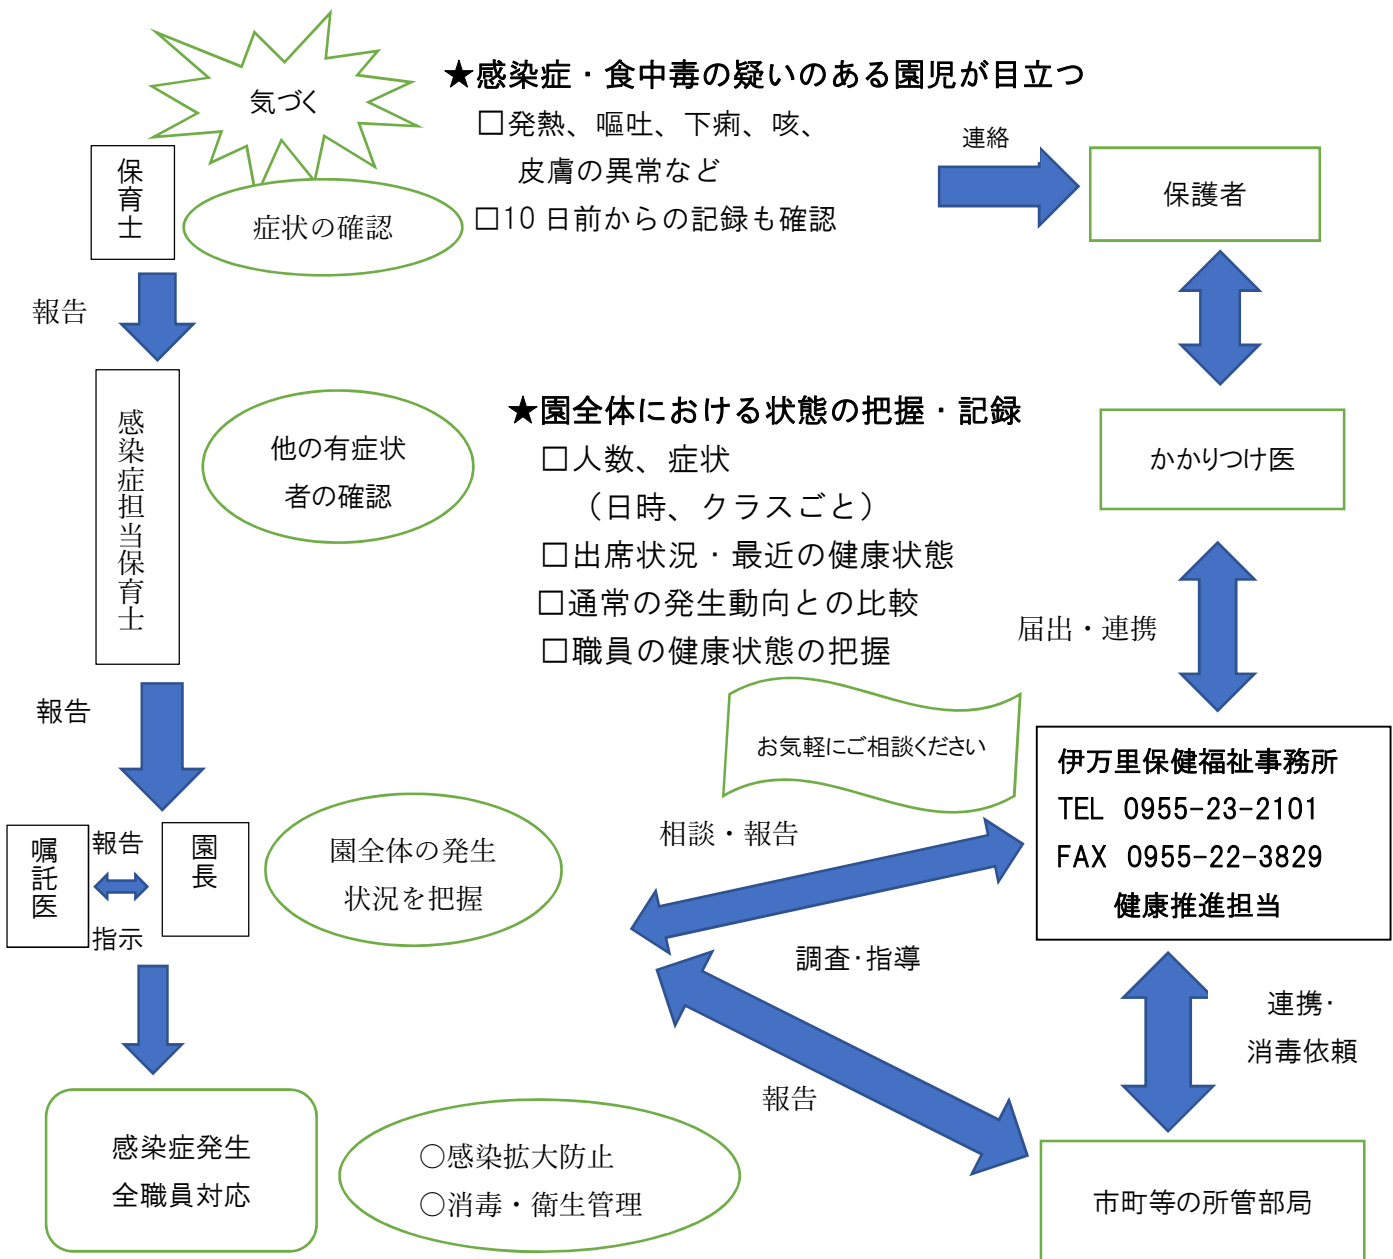 気づく
★感染症・食中毒の疑いのある園児が目立つ
□発熱、嘔吐、下痢、咳、
皮膚の異常など
□10日前からの記録も確認
連絡
保護者
保育士
症状の確認
報告
感染症担当保育士
他の有症状
者の確認
★園全体における状態の把握・記録
□人数、症状
（日時、クラスごと）
□出席状況・最近の健康状態
□通常の発生動向との比較
□職員の健康状態の把握
かかりつけ医
届出・連携
報告
お気軽にご相談ください
伊万里保健福祉事務所
TEL 0955-23-2101
FAX 0955-22-3829
健康推進担当
嘱託医
報告
指示
園長
園全体の発生
状況を把握
相談・報告
調査・指導
連携・
消毒依頼
報告
感染症発生
全職員対応
○感染拡大防止
○消毒・衛生管理
市町等の所管部局